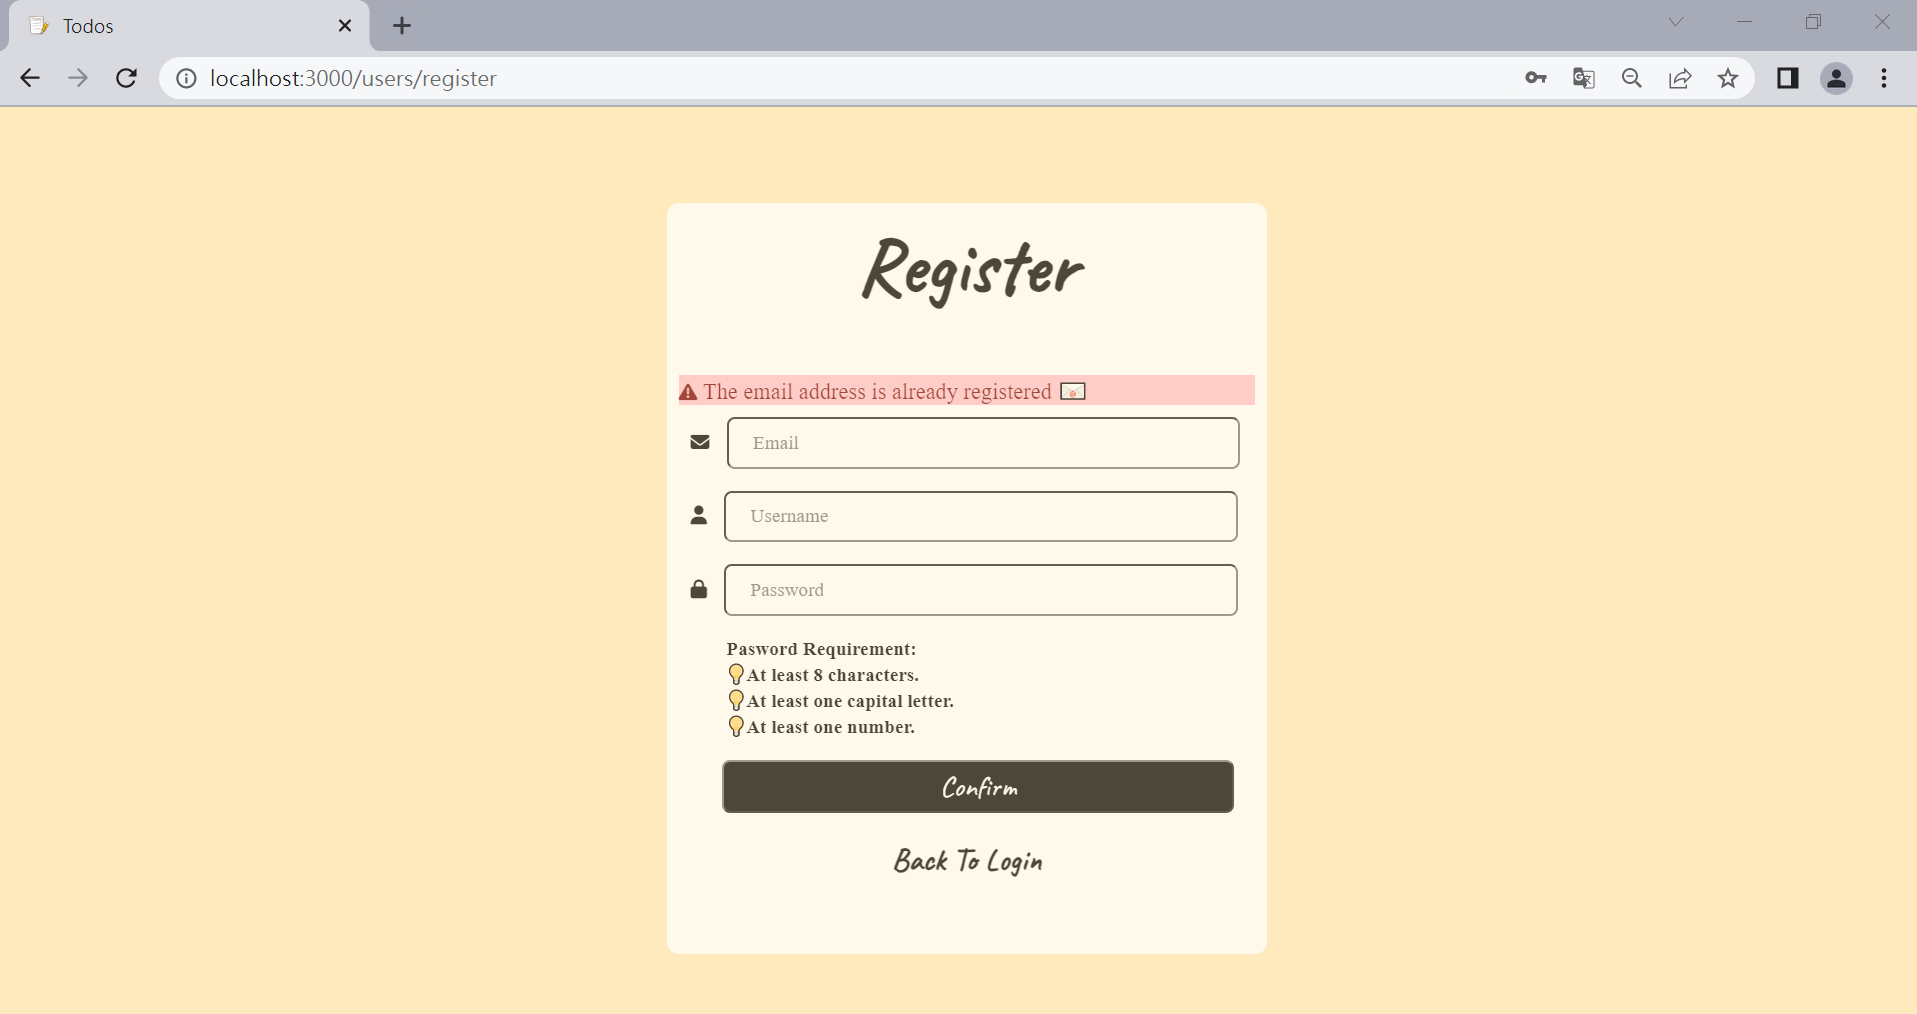 Todos
localhost:3000/users/register
Register
The email address is already registered
Email
Username
Password
Pasword Requirement:
At least 8 characters.
At least one capital letter.
At least one number.
Confirm
Back To Login